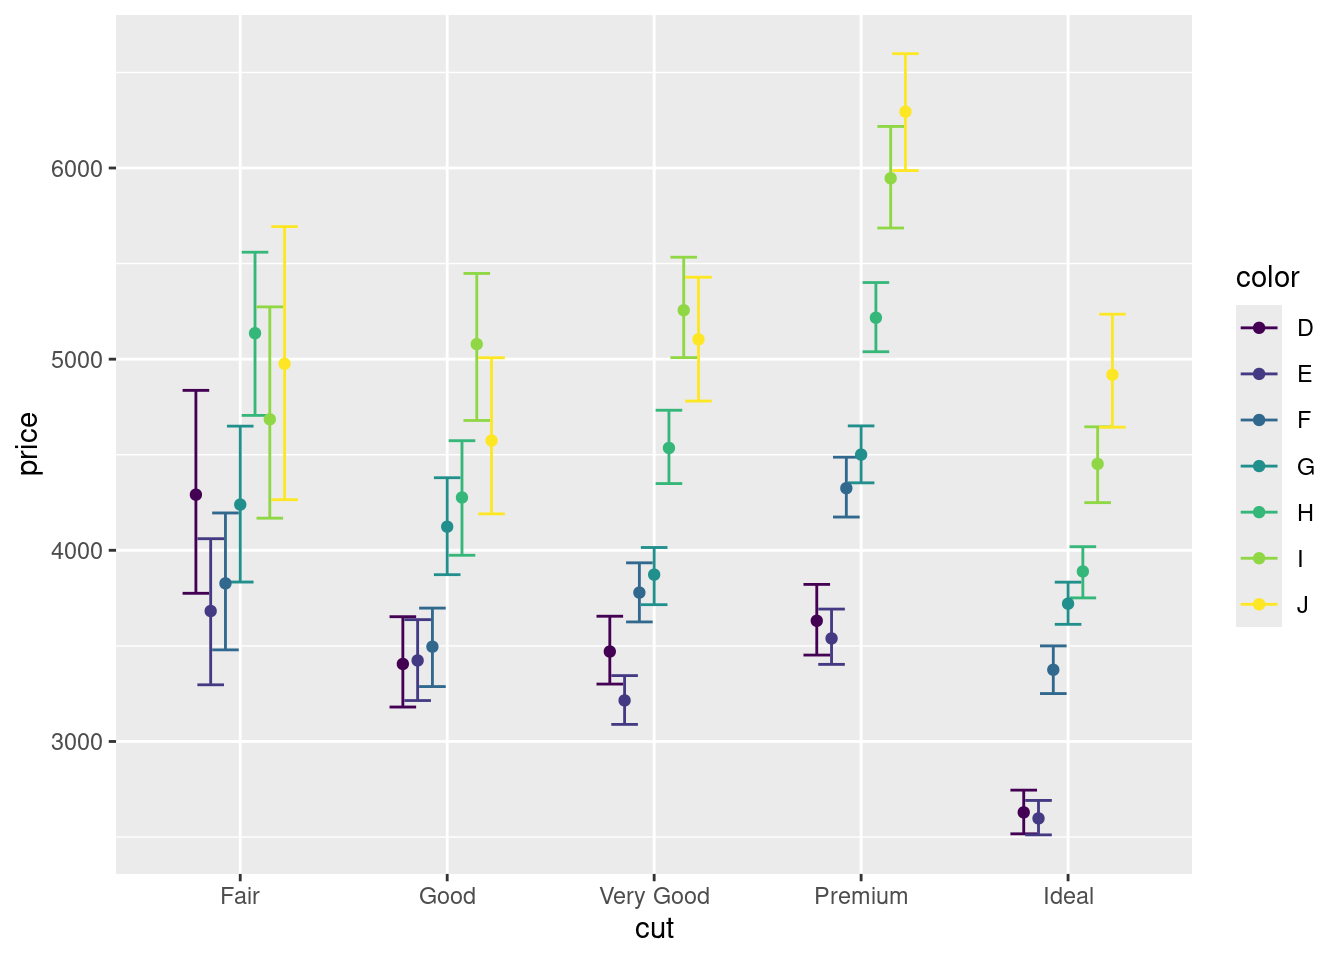 price
6000
5000
4000
3000
Fair
Good
Very Good
Premium
Ideal
cut
color
D
E
F
G
H
I
J